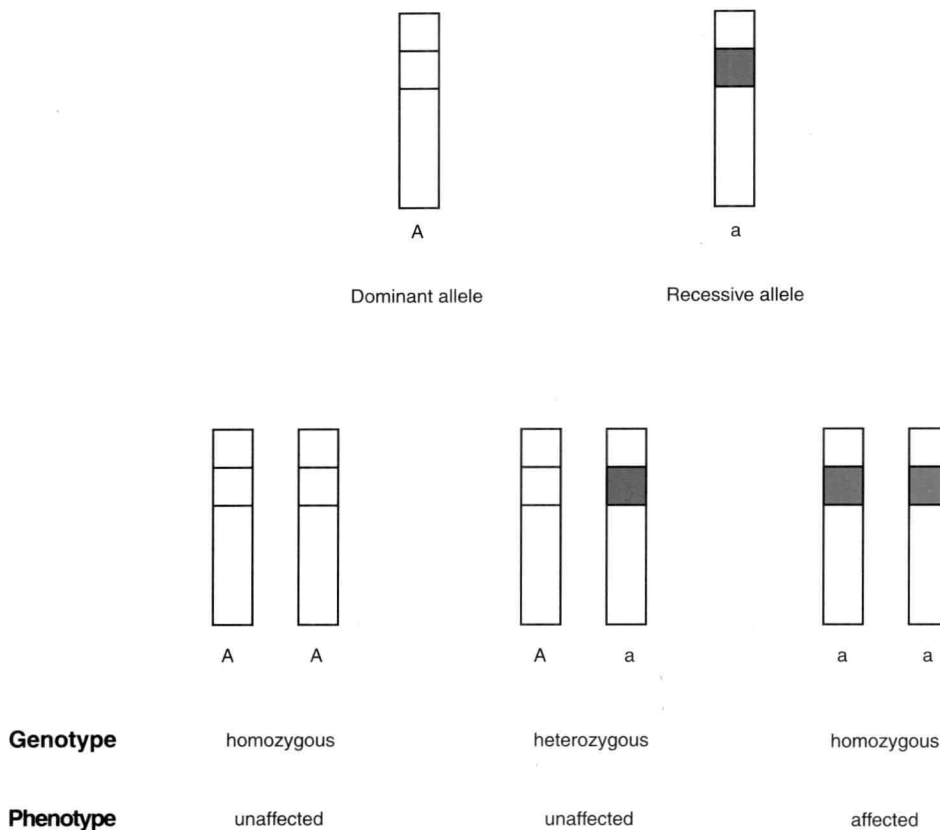 A a
Dominant allele Recessive allele
A A A a a a
Genotype homozygous heterozygous homozygous
Phenotype unaffected unaffected affected